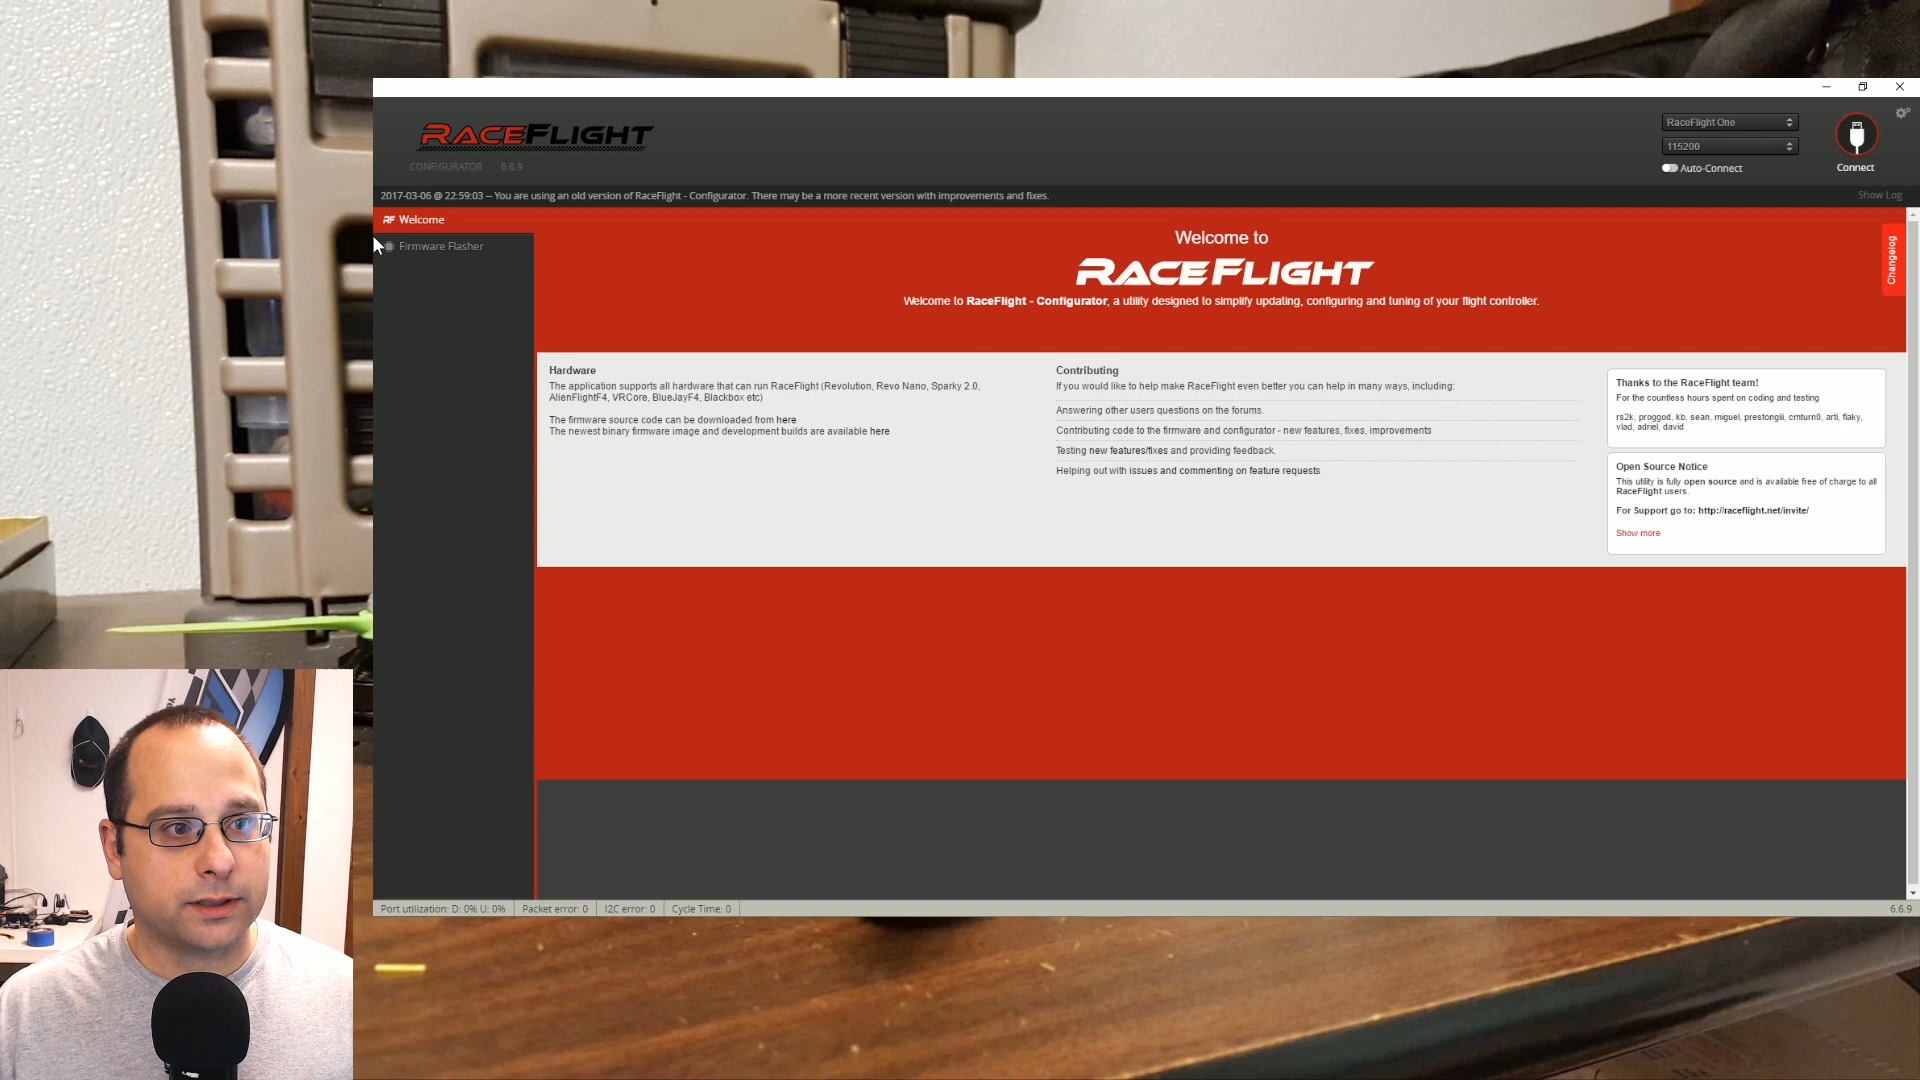 RACEFLIGHT
CONFIGURATOR 6.6.9
RaceFlight One
115200
Auto-Connect
Connect
2017-03-06 @ 22:59:03 -- You are using an old version of RaceFlight - Configurator. There may be a more recent version with improvements and fixes.
Show Log
RF Welcome
Firmware Flasher
Welcome to
RACEFLIGHT
Welcome to RaceFlight - Configurator, a utility designed to simplify updating, configuring and tuning of your flight controller.
Changelog
Hardware
The application supports all hardware that can run RaceFlight (Revolution, Revo Nano, Sparky 2.0,
AlienFlightF4, VRCore, BlueJayF4, Blackbox etc)
The firmware source code can be downloaded from here
The newest binary firmware image and development builds are available here
Contributing
If you would like to help make RaceFlight even better you can help in many ways, including:
Answering other users questions on the forums.
Contributing code to the firmware and configurator - new features, fixes, improvements
Testing new features/fixes and providing feedback.
Helping out with issues and commenting on feature requests
Thanks to the RaceFlight team!
For the countless hours spent on coding and testing
rs2k, proggod, kb, sean, miguel, prestongiii, cmturn0, arti, flaky,
vlad, adriel, david
Open Source Notice
This utility is fully open source and is available free of charge to all
RaceFlight users.
For Support go to: http://raceflight.net/invite/
Show more
Port utilization: D: 0% U: 0%
Packet error: 0
I2C error: 0
Cycle Time: 0
6.6.9